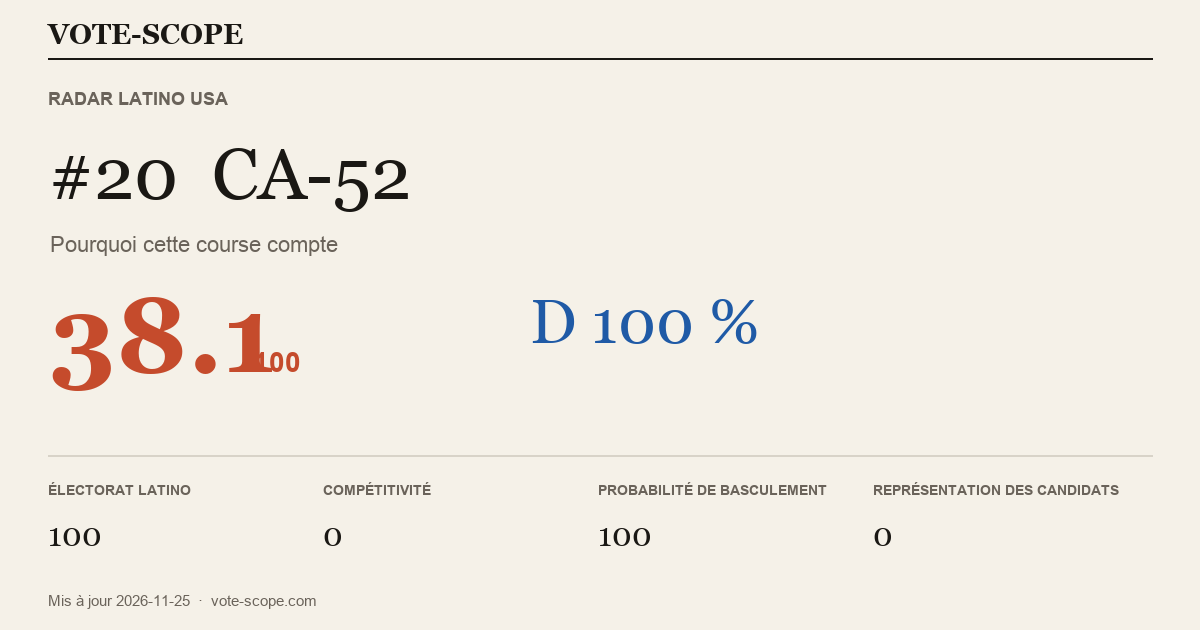 VOTE-SCOPE
RADAR LATINO USA
#20 CA-52
Pourquoi cette course compte
38.1 /100
D 100 %
ÉLECTORAT LATINO
COMPÉTITIVITÉ
PROBABILITÉ DE BASCULEMENT
REPRÉSENTATION DES CANDIDATS
100
0
100
0
Mis à jour 2026-11-25 · vote-scope.com